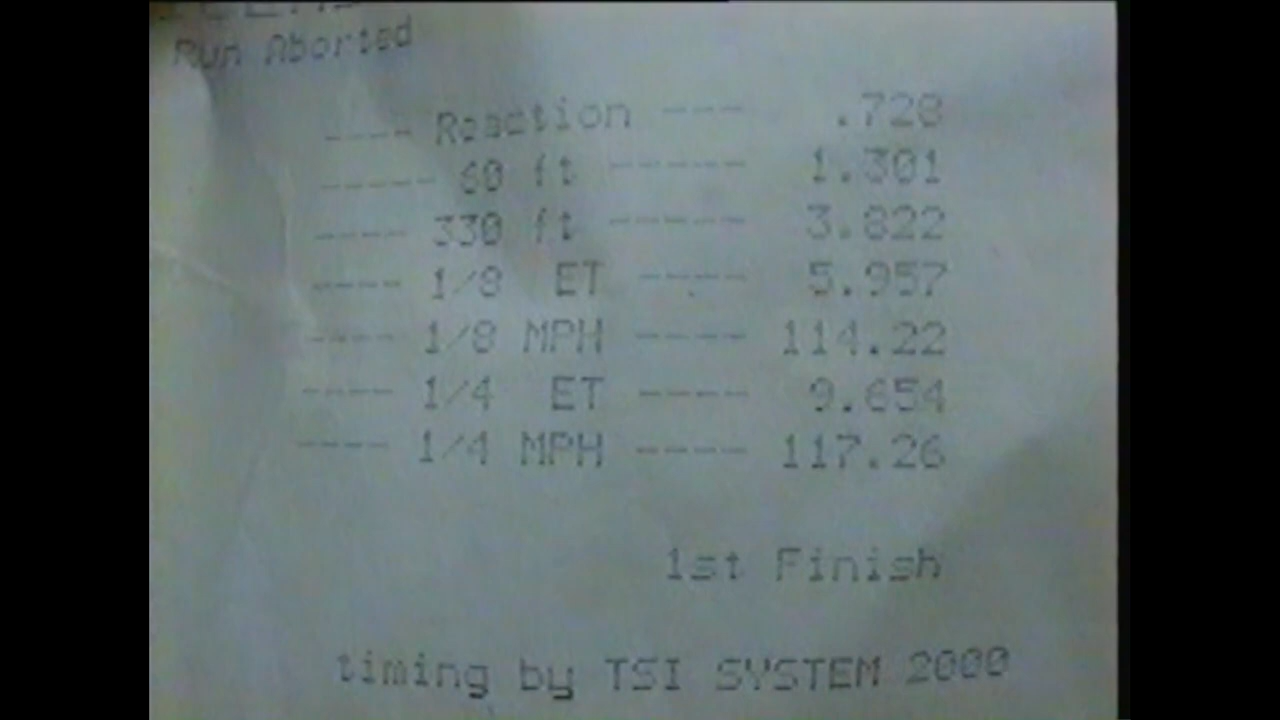 Run Aborted
---- Reaction --- .728
----- 60 ft ----- 1.301
---- 330 ft ----- 3.822
---- 1/8 ET ---- 5.957
---- 1/8 MPH ---- 114.22
---- 1/4 ET ---- 9.654
---- 1/4 MPH ---- 117.26
1st Finish
timing by TSI SYSTEM 2000